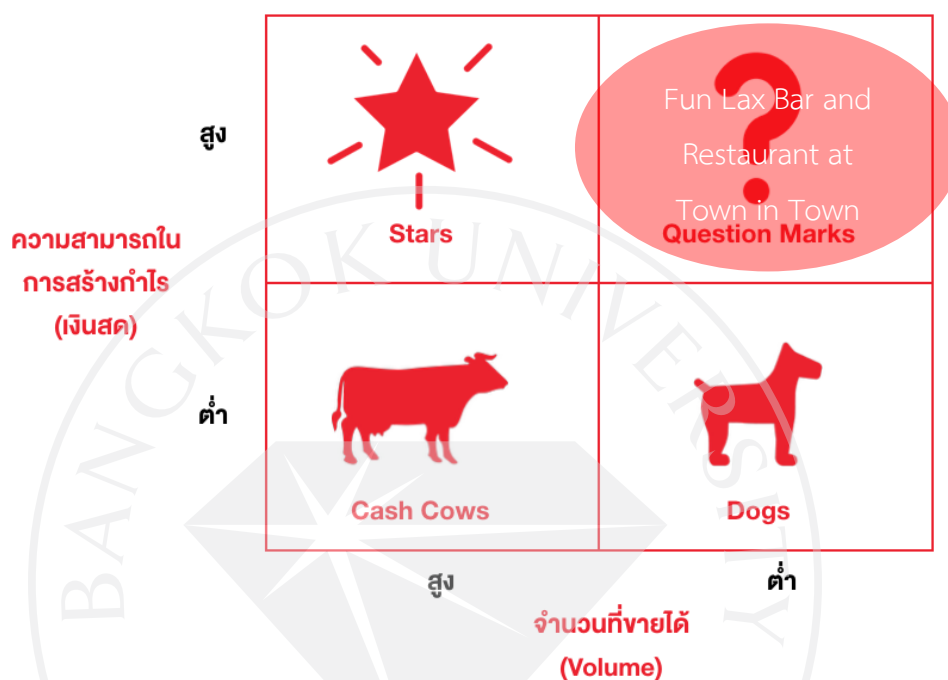 สูง
Fun Lax Bar and
Restaurant at
Town in Town
Stars
Question Marks
ความสามารถใน
การสร้างกำไร
(เงินสด)
ต่ำ
Cash Cows
Dogs
สูง
ต่ำ
จำนวนที่ขายได้
(Volume)
BANGKOK UNIVERSITY